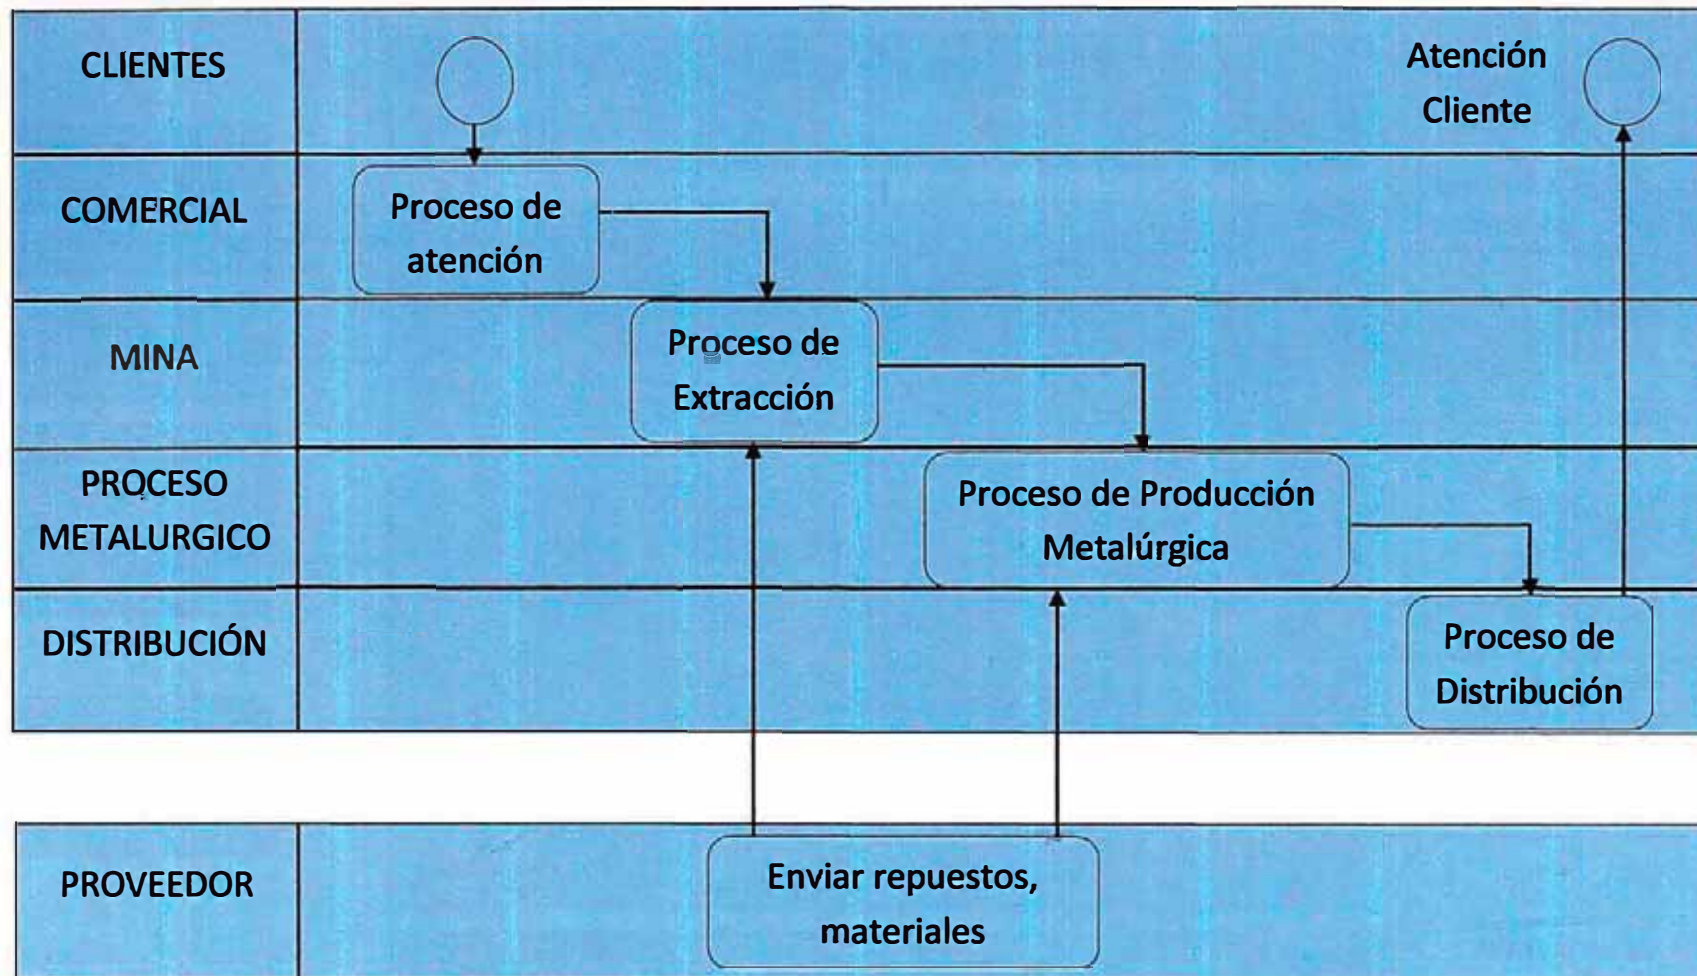 CLIENTES
Atención
Cliente
COMERCIAL
Proceso de
atención
MINA
Proceso de
Extracción
PROCESO
METALURGICO
Proceso de Producción
Metalúrgica
DISTRIBUCIÓN
Proceso de
Distribución
PROVEEDOR
Enviar repuestos,
materiales